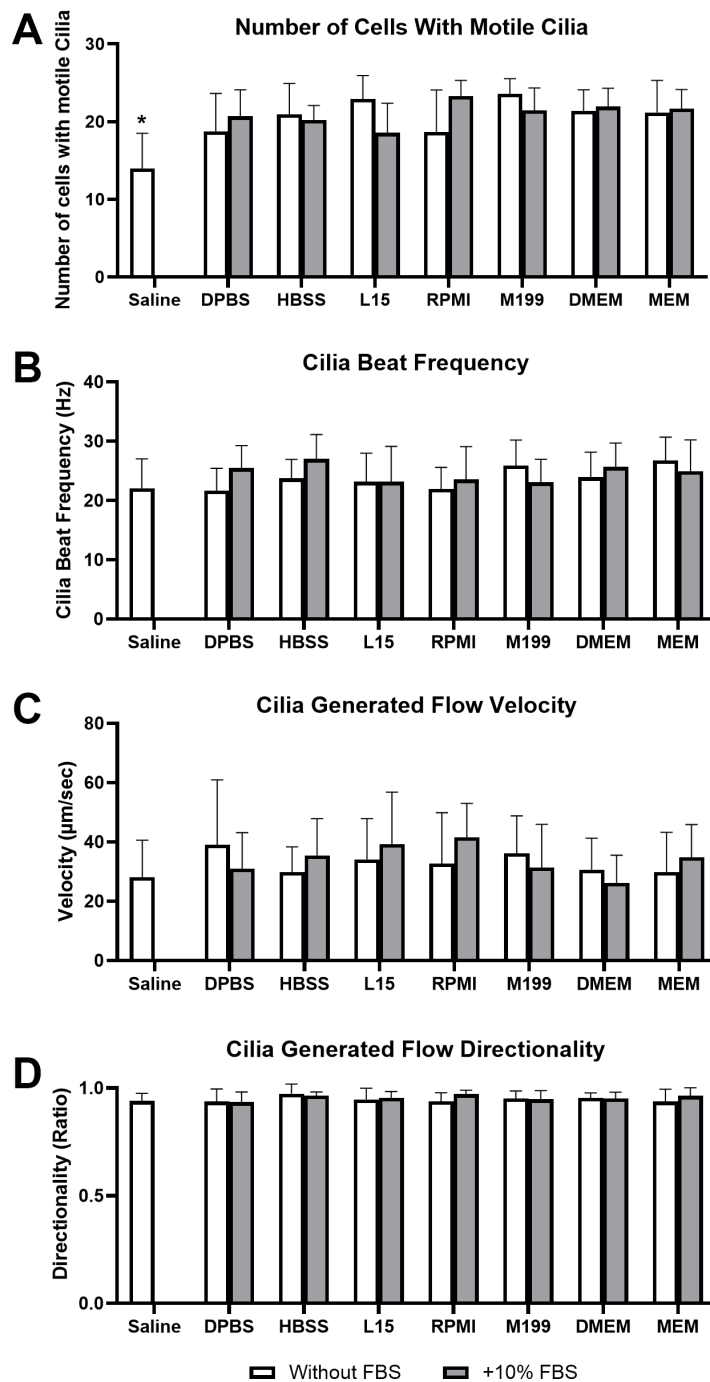 A
Number of Cells With Motile Cilia
Number of cells with motile Cilia
30
20
10
0
*
Saline DPBS HBSS L15 RPMI M199 DMEM MEM
B
Cilia Beat Frequency
Cilia Beat Frequency (Hz)
40
30
20
10
0
Saline DPBS HBSS L15 RPMI M199 DMEM MEM
C
Cilia Generated Flow Velocity
Velocity (µm/sec)
80
60
40
20
0
Saline DPBS HBSS L15 RPMI M199 DMEM MEM
D
Cilia Generated Flow Directionality
Directionality (Ratio)
1.0
0.5
0.0
Saline DPBS HBSS L15 RPMI M199 DMEM MEM
Without FBS +10% FBS